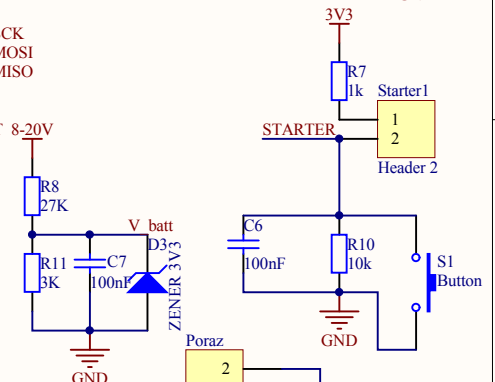 3V3
CK
MOSI
MISO
R7
1k
Starter1
1
STARTER
2
Header 2
8-20V
R8
27K
V_batt
C6
D3
R11
3K
C7
100nF
ZENER 3V3
100nF
R10
10k
S1
Button
GND
GND
Poraz
2